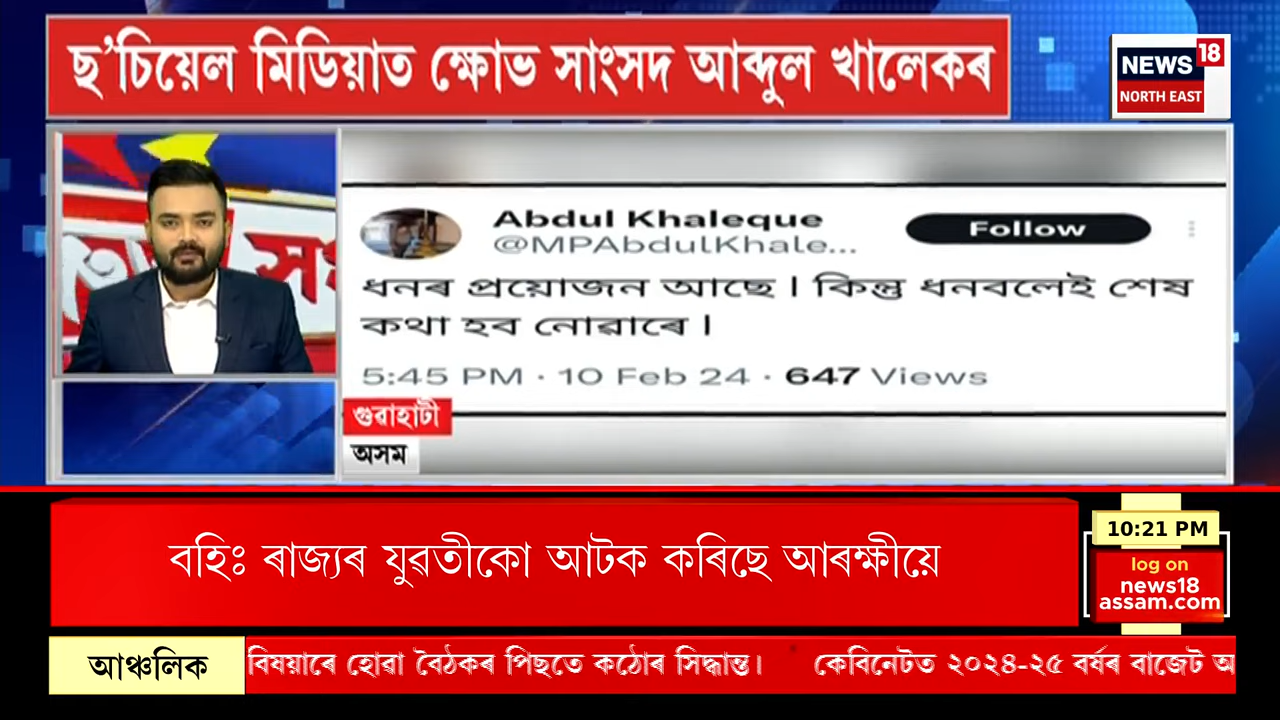 ছ'চিয়েল মিডিয়াত ক্ষোভ সাংসদ আব্দুল খালেকৰ
NEWS 18
NORTH EAST
Abdul Khaleque
@MPAbdulKhale...
Follow
ধনৰ প্ৰয়োজন আছে । কিন্তু ধনবলেই শেষ
কথা হব নোৱাৰে ।
5:45 PM · 10 Feb 24 · 647 Views
গুৱাহাটী
অসম
বহিঃ ৰাজ্যৰ যুৱতীকো আটক কৰিছে আৰক্ষীয়ে
10:21 PM
log on
news18
assam.com
আঞ্চলিক
বিষয়াৰে হোৱা বৈঠকৰ পিছতে কঠোৰ সিদ্ধান্ত। কেবিনেটত ২০২৪-২৫ বৰ্ষৰ বাজেট অ